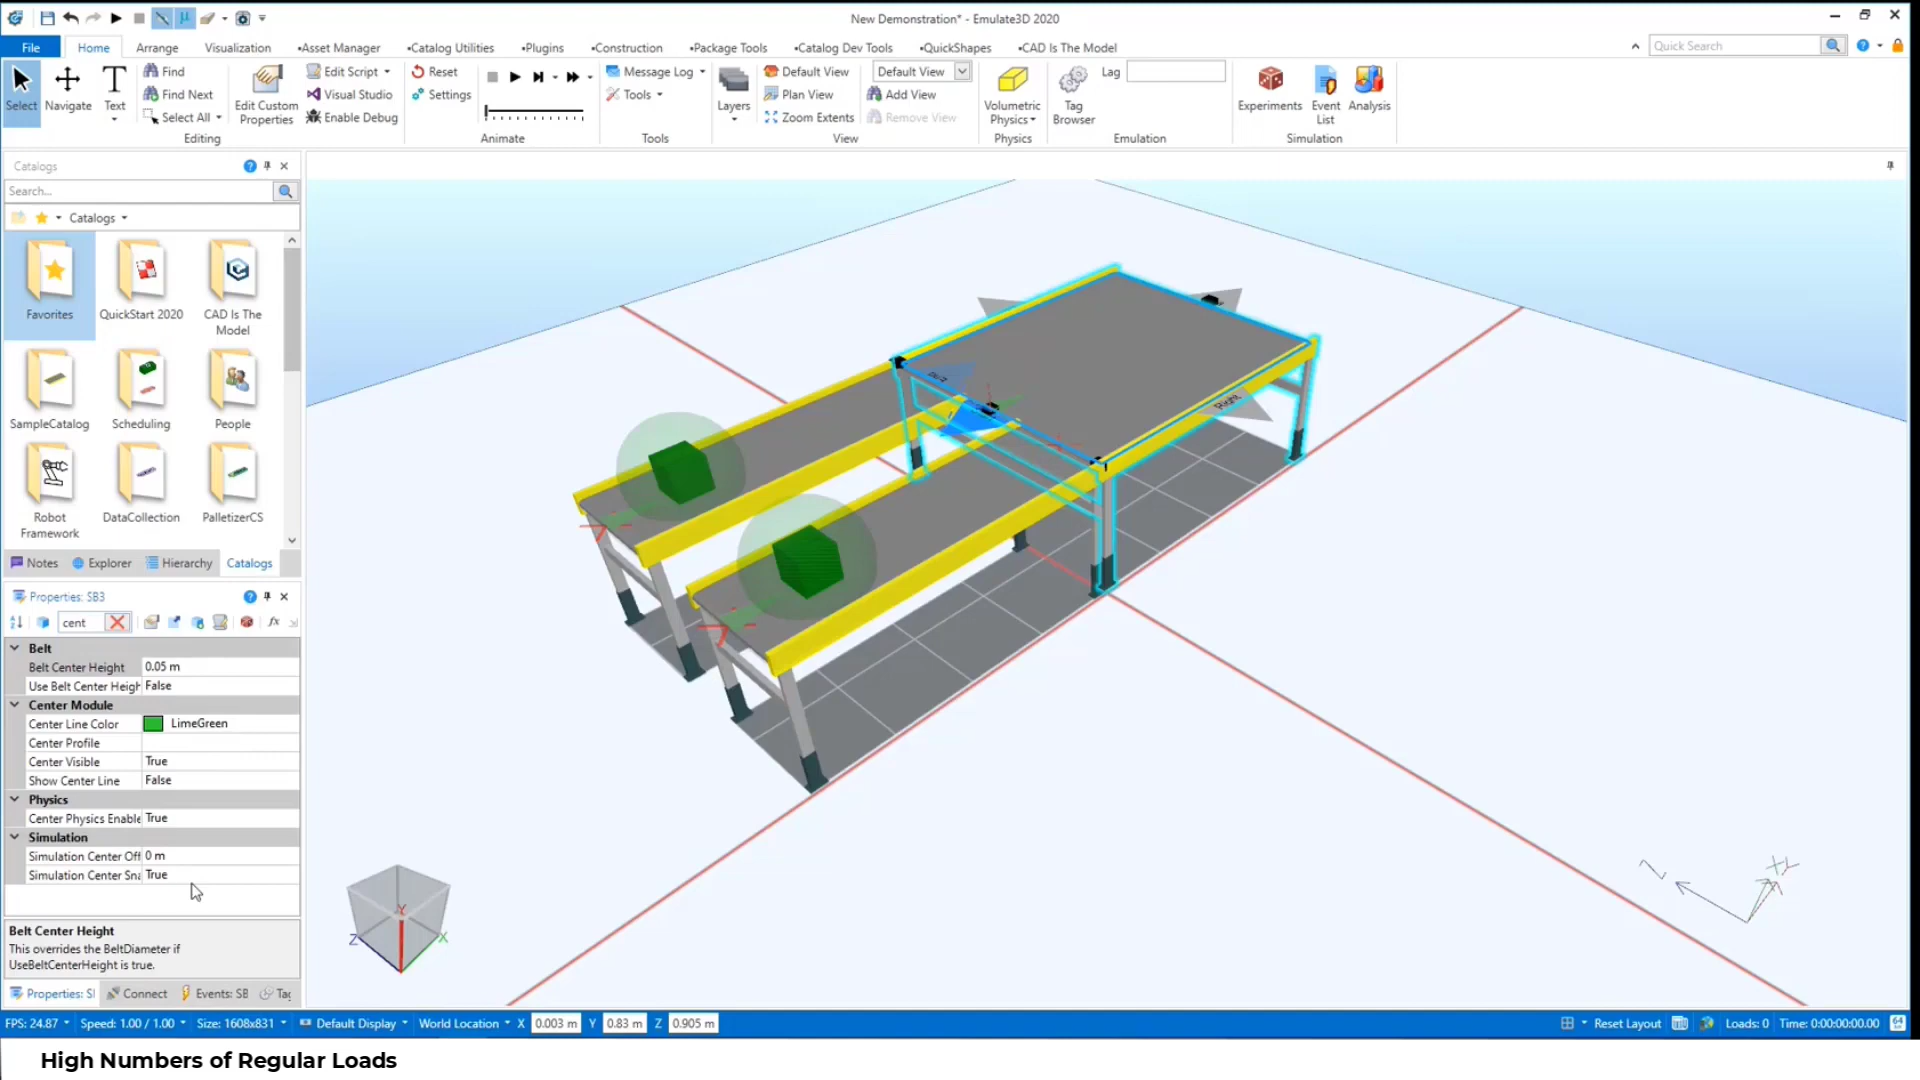 New Demonstration* - Emulate3D 2020
File
Home
Arrange
Visualization
•Asset Manager
•Catalog Utilities
•Plugins
•Construction
•Package Tools
•Catalog Dev Tools
•QuickShapes
•CAD Is The Model
Quick Search
Select
Navigate
Text
Find
Find Next
Select All
Edit Custom
Properties
Edit Script
Visual Studio
Enable Debug
Editing
Reset
Settings
Animate
Message Log
Tools
Tools
Layers
Default View
Plan View
Zoom Extents
Default View
Add View
Remove View
View
Volumetric
Physics
Physics
Tag
Browser
Lag
Emulation
Experiments
Event
List
Analysis
Simulation
Catalogs
Search...
Catalogs
Favorites
QuickStart 2020
CAD Is The
Model
SampleCatalog
Scheduling
People
Robot
Framework
DataCollection
PalletizerCS
Notes
Explorer
Hierarchy
Catalogs
Properties: SB3
cent
Belt
Belt Center Height 0.05 m
Use Belt Center Heigh False
Center Module
Center Line Color LimeGreen
Center Profile
Center Visible True
Show Center Line False
Physics
Center Physics Enable True
Simulation
Simulation Center Off 0 m
Simulation Center Sna True
Belt Center Height
This overrides the BeltDiameter if
UseBeltCenterHeight is true.
Properties: SI
Connect
Events: SB
Tag
Right
Z
X
Y
FPS: 24.87
Speed: 1.00 / 1.00
Size: 1608x831
Default Display
World Location
X 0.003 m Y 0.83 m Z 0.905 m
Reset Layout
Loads: 0
Time: 0:00:00:00.00
64
High Numbers of Regular Loads